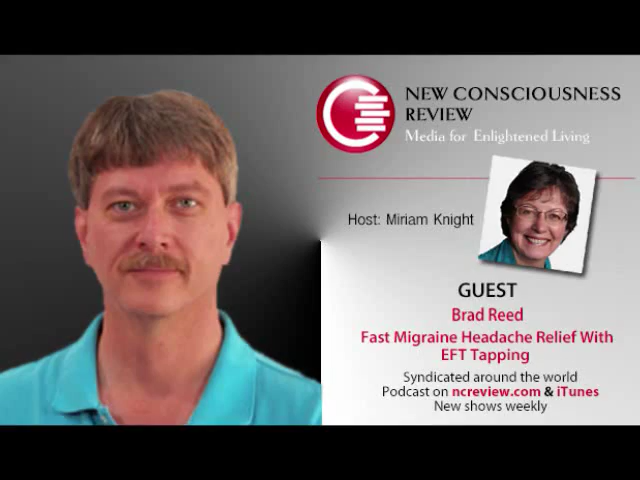 NEW CONSCIOUSNESS
REVIEW
Media for Enlightened Living
Host: Miriam Knight
GUEST
Brad Reed
Fast Migraine Headache Relief With
EFT Tapping
Syndicated around the world
Podcast on ncreview.com & iTunes
New shows weekly